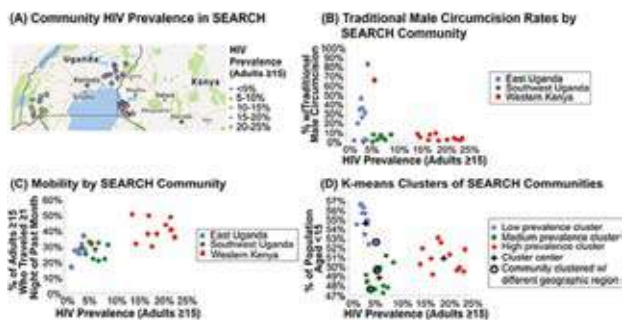 (A) Community HIV Prevalence in SEARCH
Uganda
Kenya
HIV
Prevalence
(Adults ≥15)
<5%
5-10%
10-15%
15-20%
20-25%
(B) Traditional Male Circumcision Rates by
SEARCH Community
% w/Traditional
Male Circumcision
100%
90%
80%
70%
60%
50%
40%
30%
20%
10%
0%
0% 5% 10% 15% 20% 25%
HIV Prevalence (Adults ≥15)
East Uganda
Southwest Uganda
Western Kenya
(C) Mobility by SEARCH Community
% of Adults ≥15
Who Traveled ≥1
Night of Past Month
60%
50%
40%
30%
20%
10%
0%
0% 5% 10% 15% 20% 25%
HIV Prevalence (Adults ≥15)
East Uganda
Southwest Uganda
Western Kenya
(D) K-means Clusters of SEARCH Communities
% of Population
Aged <15
57%
56%
55%
54%
53%
52%
51%
50%
49%
48%
47%
0% 5% 10% 15% 20% 25%
HIV Prevalence (Adults ≥15)
Low prevalence cluster
Medium prevalence cluster
High prevalence cluster
Cluster center
Community clustered w/
different geographic region